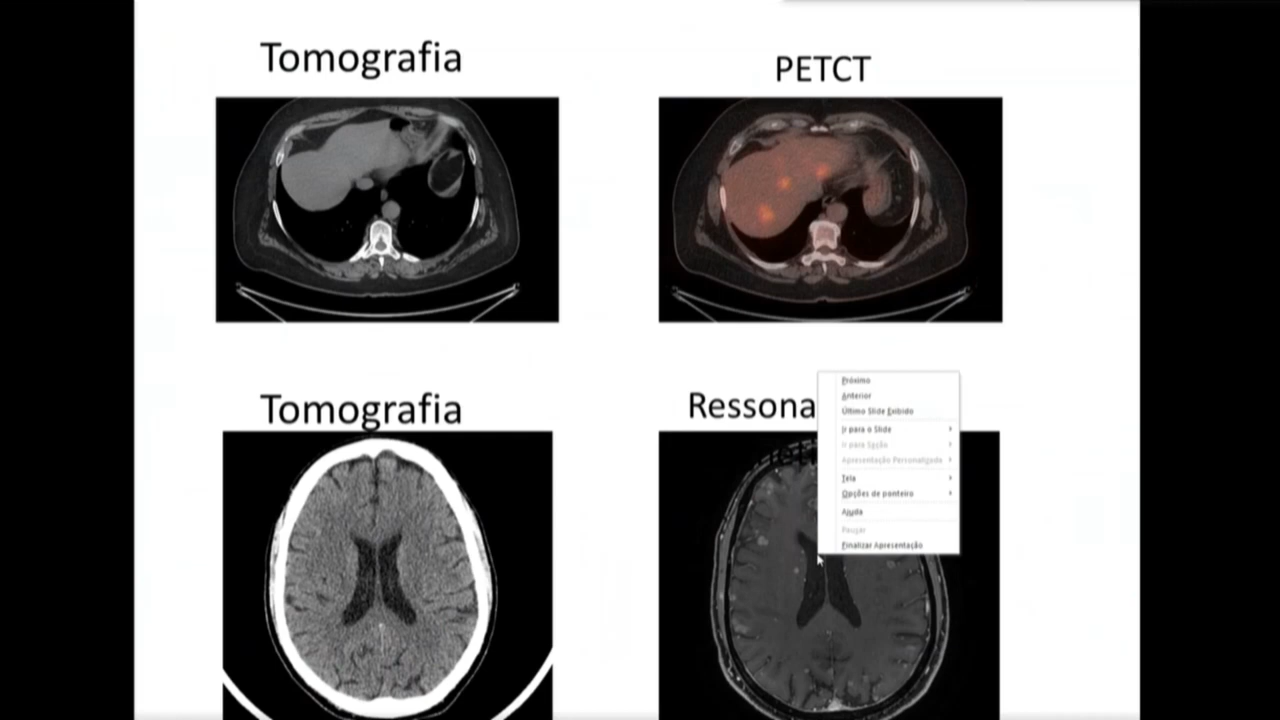 Tomografia
PETCT
Tomografia
Ressona
Próximo
Anterior
Último Slide Exibido
Ir para o Slide
Ir para Seção
Apresentação Personalizada
Tela
Opções de ponteiro
Ajuda
Pausar
Finalizar Apresentação